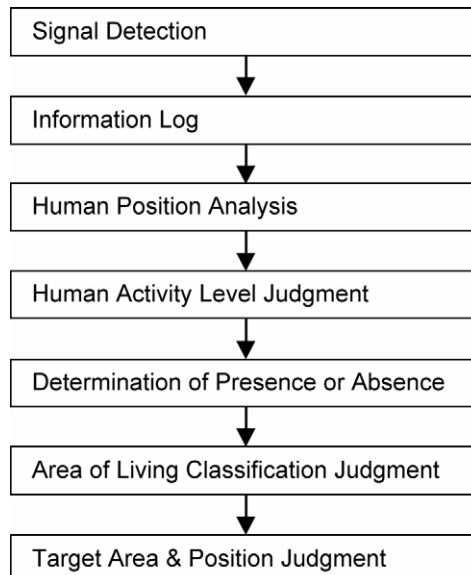 Signal Detection
Information Log
Human Position Analysis
Human Activity Level Judgment
Determination of Presence or Absence
Area of Living Classification Judgment
Target Area & Position Judgment